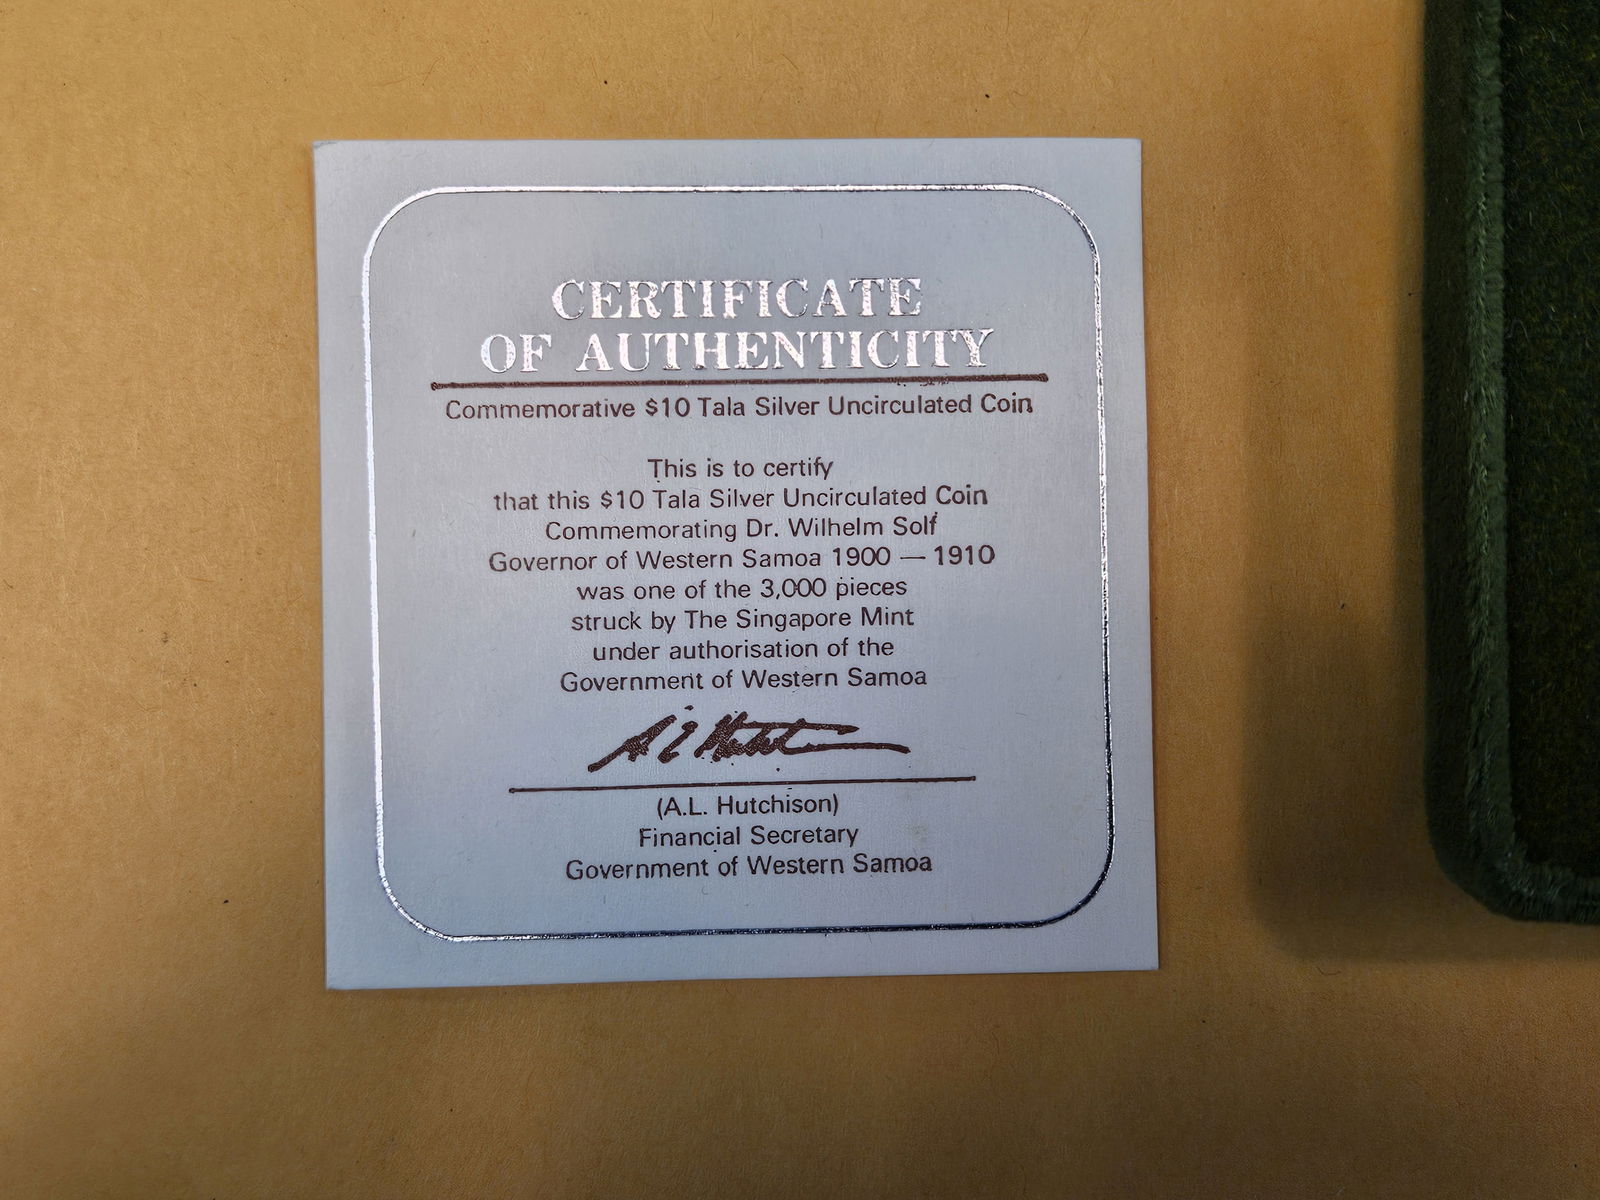 CERTIFICATE
OF AUTHENTICITY
Commemorative $10 Tala Silver Uncirculated Coin
This is to certify
that this $10 Tala Silver Uncirculated Coin
Commemorating Dr. Wilhelm Solf
Governor of Western Samoa 1900 — 1910
was one of the 3,000 pieces
struck by The Singapore Mint
under authorisation of the
Government of Western Samoa
(A.L. Hutchison)
Financial Secretary
Government of Western Samoa